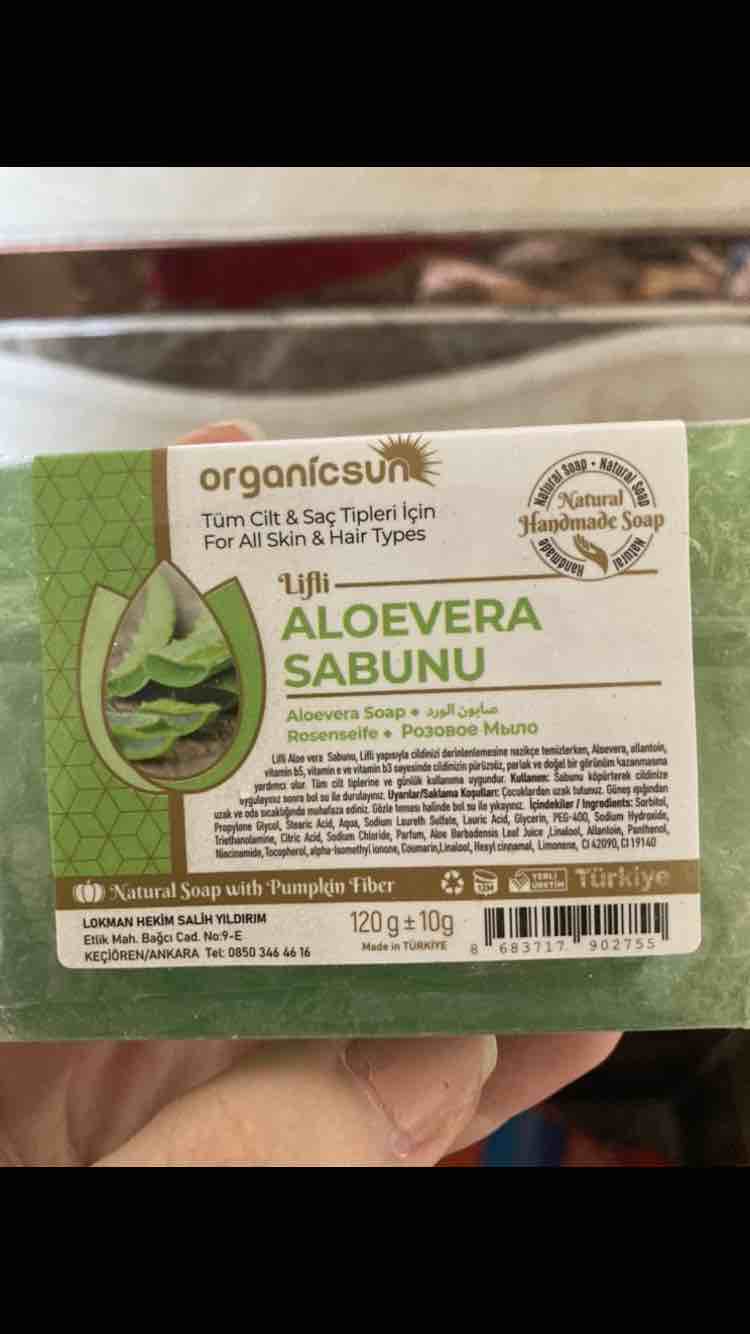 organicsun
Tüm Cilt & Saç Tipleri İçin
For All Skin & Hair Types
Natural Soap • Natural Soap
Natural
Handmade Soap
Handmade Natural
Lifli
ALOEVERA
SABUNU
Aloevera Soap • صابون الورد
Rosenseife • Розовое Мыло
Lifli Aloe vera Sabunu, Lifli yapısıyla cildinizi derinlenlemesine nazikçe temizlerken, Aloevera, allantoin,
vitamin b5, vitamin e ve vitamin b3 sayesinde cildinizin pürüzsüz, parlak ve doğal bir görünüm kazanmasına
yardımcı olur. Tüm cilt tiplerine ve günlük kullanıma uygundur. Kullanım: Sabunu köpürterek cildinize
uygulayınız sonra bol su ile durulayınız. Uyarılar/Saklama Koşulları: Çocuklardan uzak tutunuz. Güneş ışığından
uzak ve oda sıcaklığında muhafaza ediniz. Gözle teması halinde bol su ile yıkayınız. İçindekiler / Ingredients: Sorbitol,
Propylene Glycol, Stearic Acid, Aqua, Sodium Laureth Sulfate, Lauric Acid, Glycerin, PEG-400, Sodium Hydroxide,
Triethanolamine, Citric Acid, Sodium Chloride, Parfum, Aloe Barbadensis Leaf Juice ,Linalool, Allantoin, Panthenol,
Niacinamide, Tocopherol, alpha-Isomethyl ionone, Coumarin,Linalool, Hexyl cinnamal, Limonene, CI 42090, CI 19140
Natural Soap with Pumpkin Fiber
12M
YERLİ
ÜRETİM
Türkiye
LOKMAN HEKİM SALİH YILDIRIM
Etlik Mah. Bağcı Cad. No:9-E
KEÇİÖREN/ANKARA Tel: 0850 346 46 16
120 g ± 10g
Made in TÜRKİYE
8 683717 902755